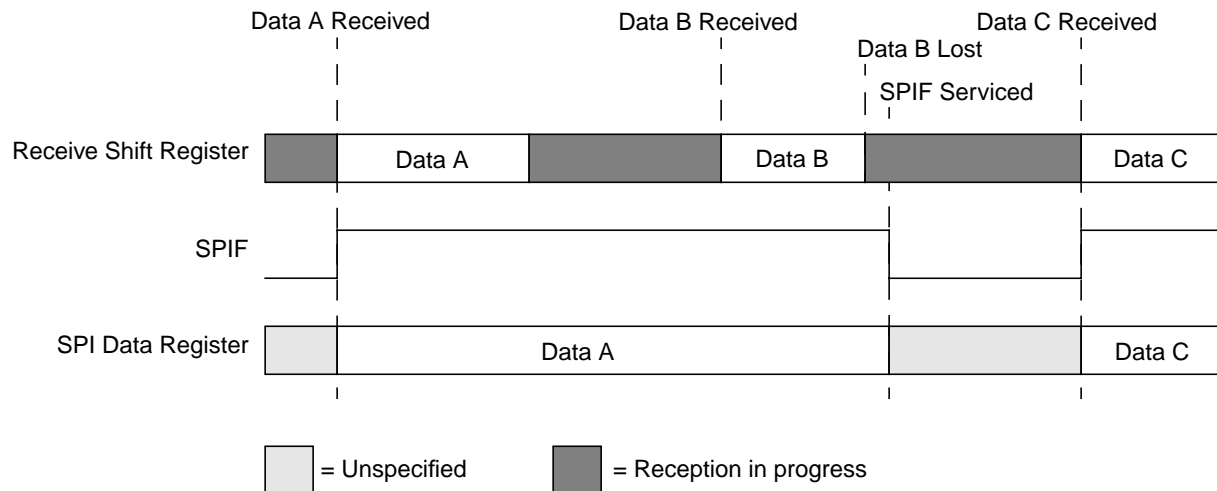 Data A Received
Data B Received
Data C Received
Data B Lost
SPIF Serviced
Receive Shift Register
Data A
Data B
Data C
SPIF
SPI Data Register
Data A
Data C
= Unspecified
= Reception in progress